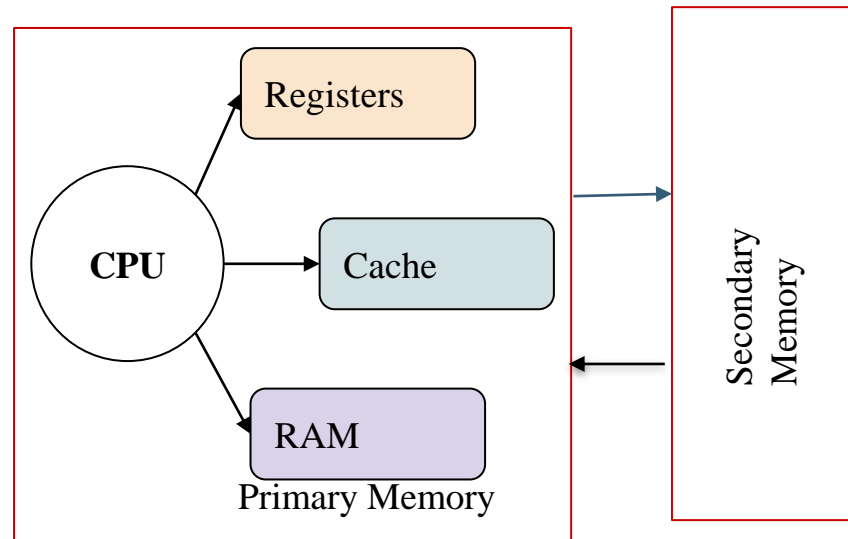 Registers
CPU
Cache
RAM
Primary Memory
Secondary
Memory